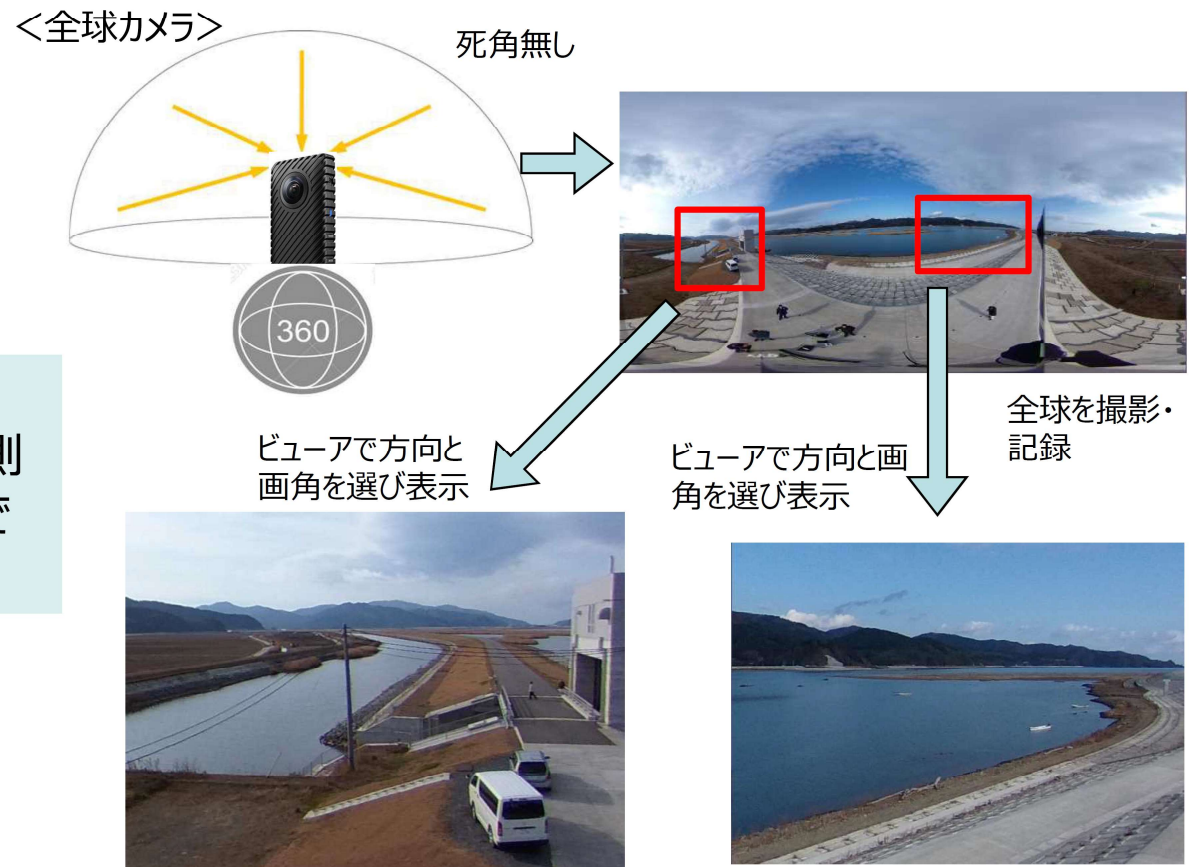 ＜全球カメラ＞
死角無し
360
全球を撮影・
記録
ビューアで方向と
画角を選び表示
ビューアで方向と画
角を選び表示
則